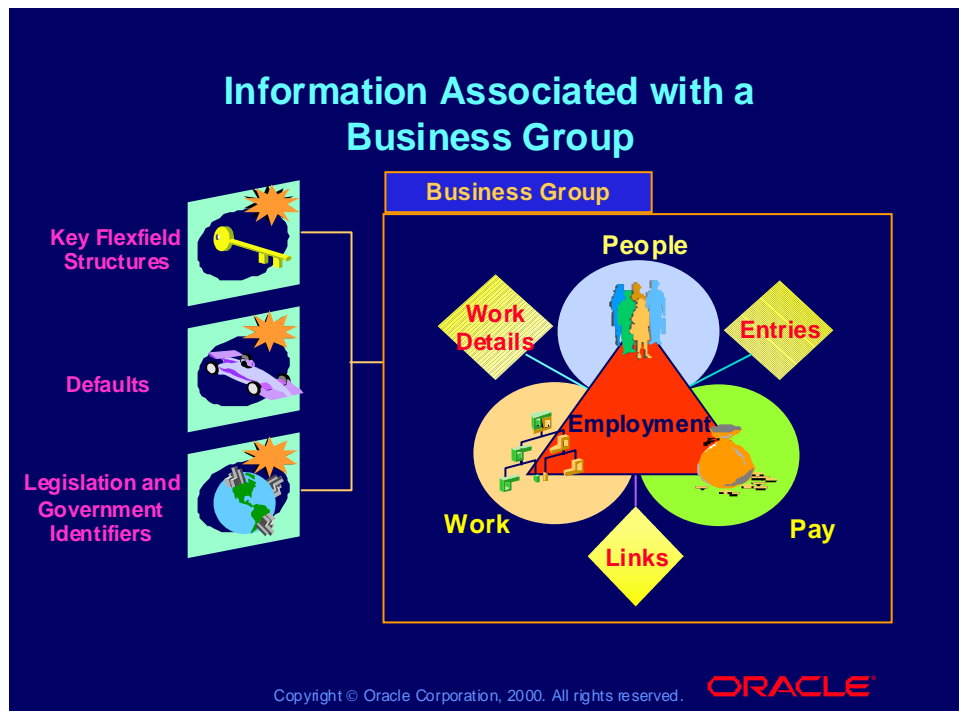 Information Associated with a
Business Group
Business Group
Key Flexfield
Structures
Defaults
Legislation and
Government
Identifiers
People
Work
Details
Entries
Employment
Work
Pay
Links
Copyright © Oracle Corporation, 2000. All rights reserved.
ORACLE®